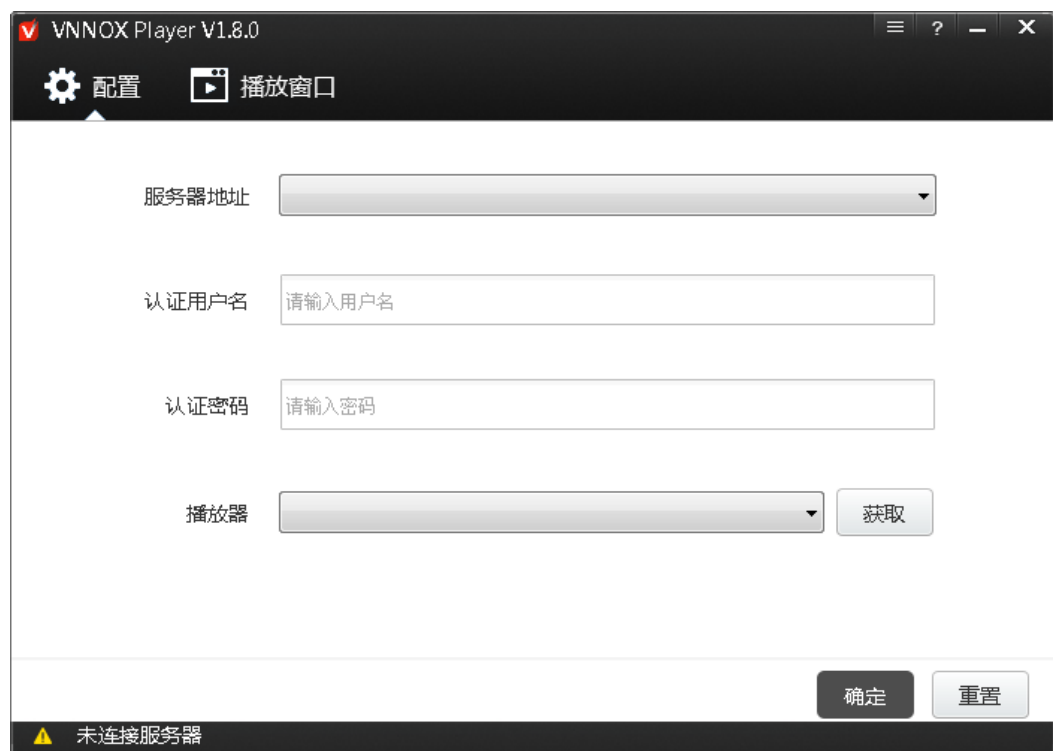 VNNOX Player V1.8.0
?
配置 播放窗口
服务器地址
认证用户名 请输入用户名
认证密码 请输入密码
播放器 获取
确定 重置
未连接服务器